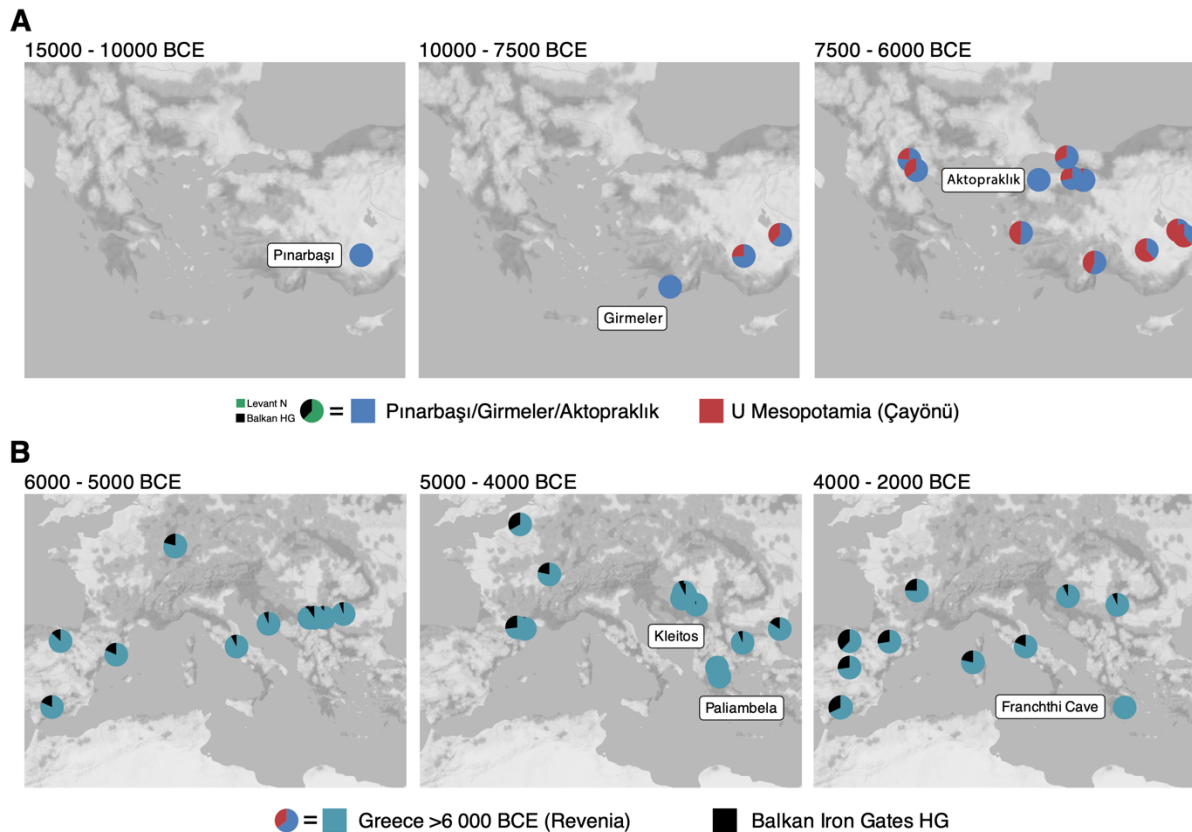 A
15000 - 10000 BCE
10000 - 7500 BCE
7500 - 6000 BCE
Pınarbaşı
Girmeler
Aktopraklık
Levant N
Balkan HG
=
Pınarbaşı/Girmeler/Aktopraklık
U Mesopotamia (Çayönü)
B
6000 - 5000 BCE
5000 - 4000 BCE
4000 - 2000 BCE
Kleitos
Paliambela
Franchthi Cave
=
Greece >6 000 BCE (Revenia)
Balkan Iron Gates HG